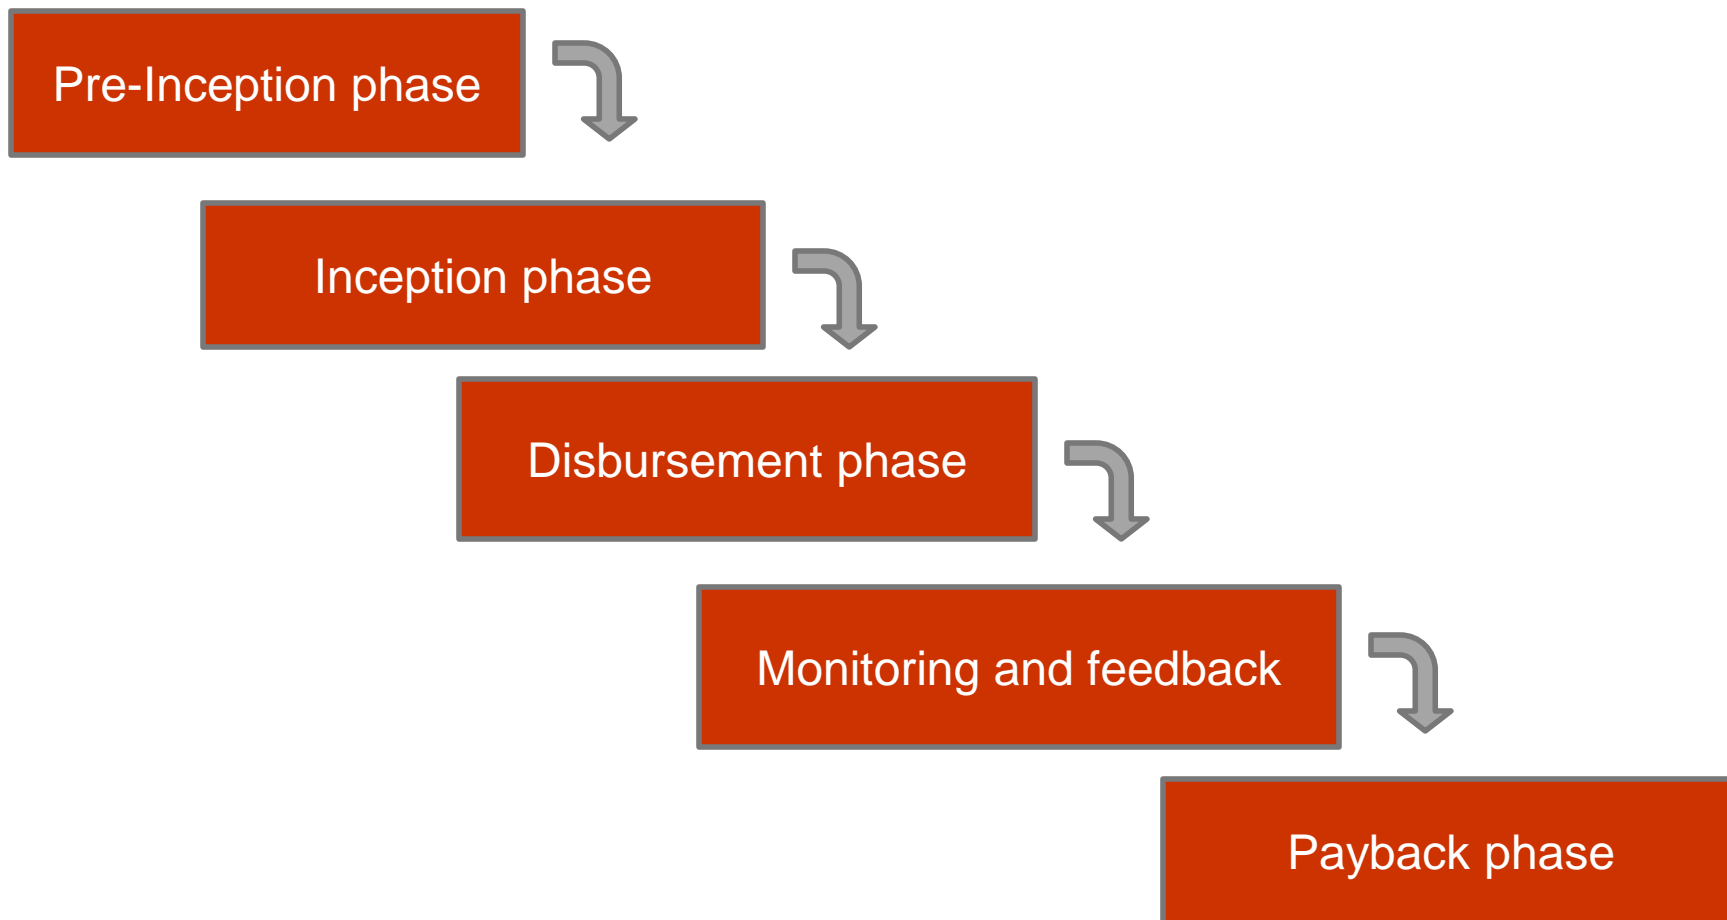 Pre-Inception phase
Inception phase
Disbursement phase
Monitoring and feedback
Payback phase